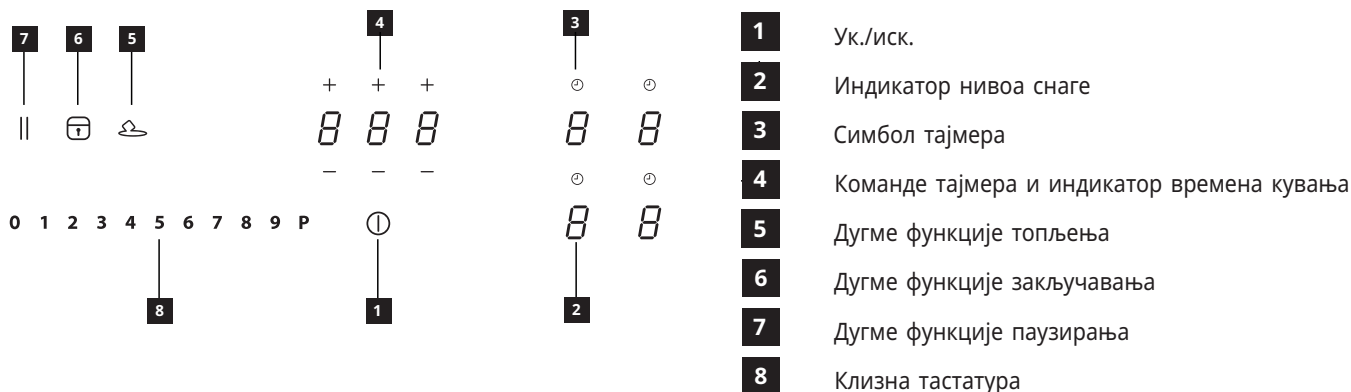 4 3
7 6 5
+ + +
8 8 8 8 8
− − −
8 8
0 1 2 3 4 5 6 7 8 9 P
8 1 2
1 Ук./иск.
2 Индикатор нивоа снаге
3 Симбол тајмера
4 Команде тајмера и индикатор времена кувања
5 Дугме функције топљења
6 Дугме функције закључавања
7 Дугме функције паузирања
8 Клизна тастатура